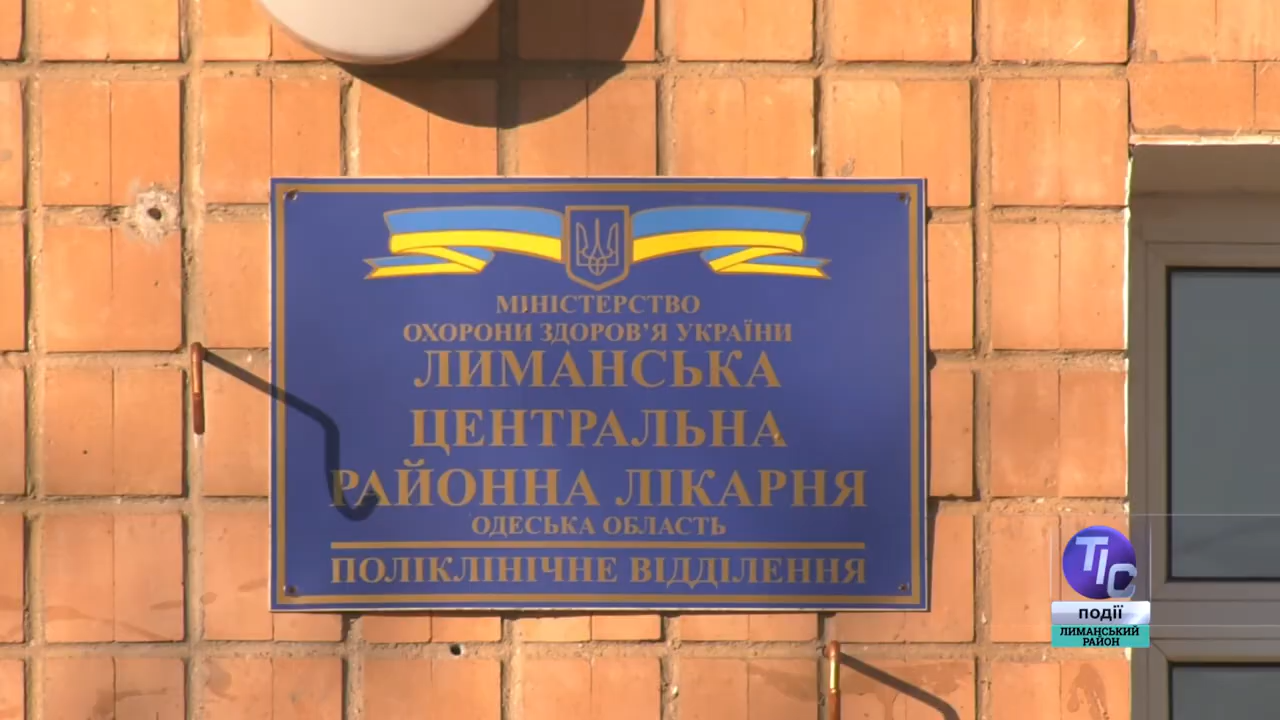 МІНІСТЕРСТВО
ОХОРОНИ ЗДОРОВ'Я УКРАЇНИ
ЛИМАНСЬКА
ЦЕНТРАЛЬНА
РАЙОННА ЛІКАРНЯ
ОДЕСЬКА ОБЛАСТЬ
ПОЛІКЛІНІЧНЕ ВІДДІЛЕННЯ
ТІС
ПОДІЇ
ЛИМАНСЬКИЙ
РАЙОН